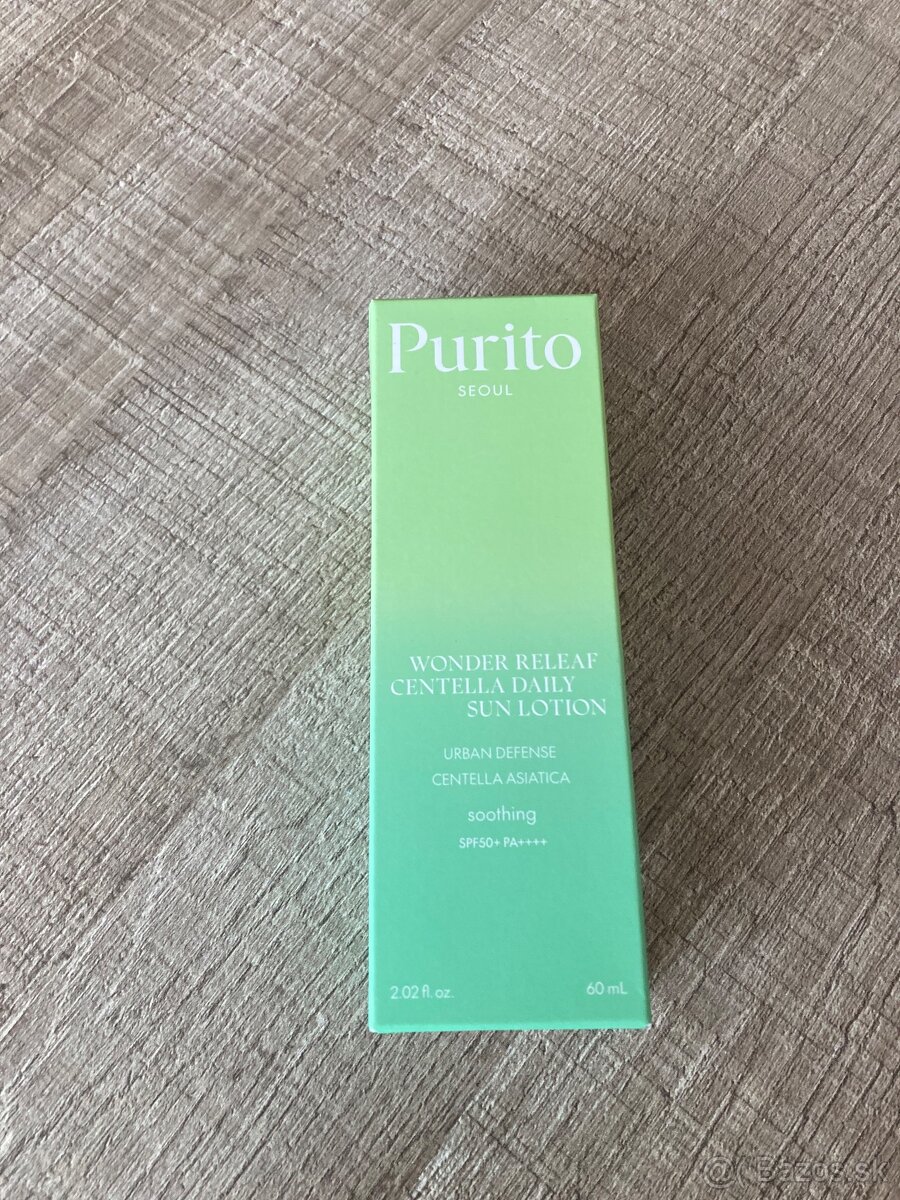 Purito
SEOUL
WONDER RELEAF
CENTELLA DAILY
SUN LOTION
URBAN DEFENSE
CENTELLA ASIATICA
soothing
SPF50+ PA++++
2.02 fl. oz. 60 mL
@ Bazos.sk